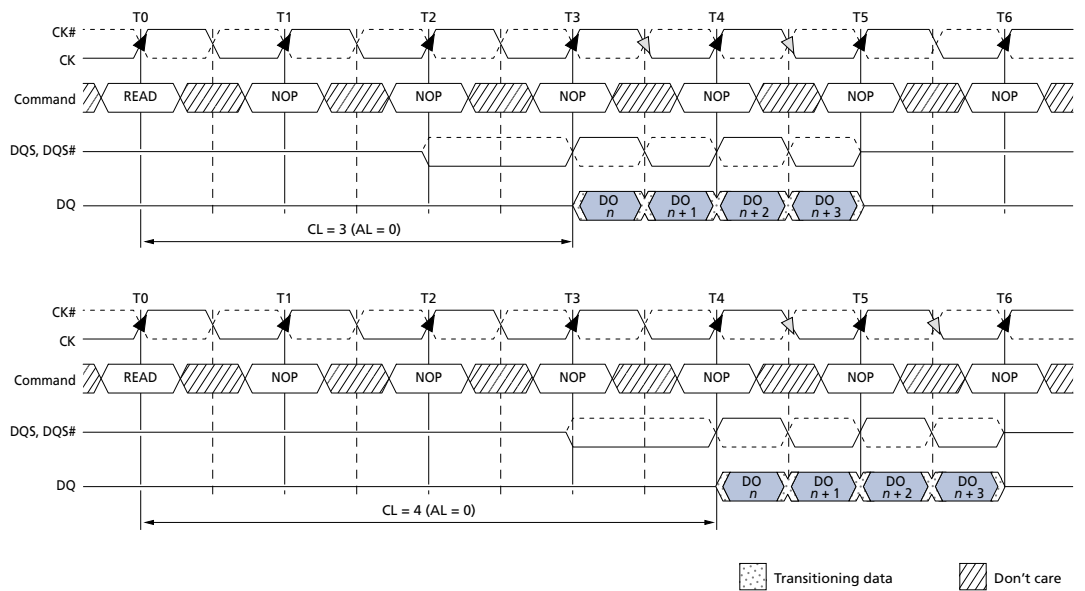 T0 T1 T2 T3 T4 T5 T6
CK#
CK
Command READ NOP NOP NOP NOP NOP NOP
DQS, DQS#
DQ DO n DO n + 1 DO n + 2 DO n + 3
CL = 3 (AL = 0)
T0 T1 T2 T3 T4 T5 T6
CK#
CK
Command READ NOP NOP NOP NOP NOP NOP
DQS, DQS#
DQ DO n DO n + 1 DO n + 2 DO n + 3
CL = 4 (AL = 0)
Transitioning data Don't care